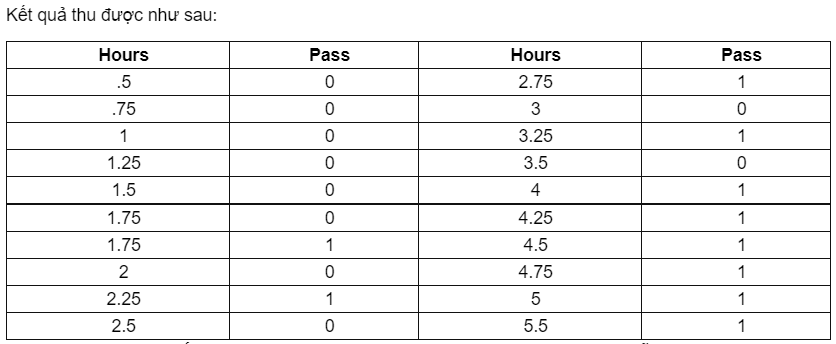 Kết quả thu được như sau:
Hours Pass Hours Pass
.5 0 2.75 1
.75 0 3 0
1 0 3.25 1
1.25 0 3.5 0
1.5 0 4 1
1.75 0 4.25 1
1.75 1 4.5 1
2 0 4.75 1
2.25 1 5 1
2.5 0 5.5 1